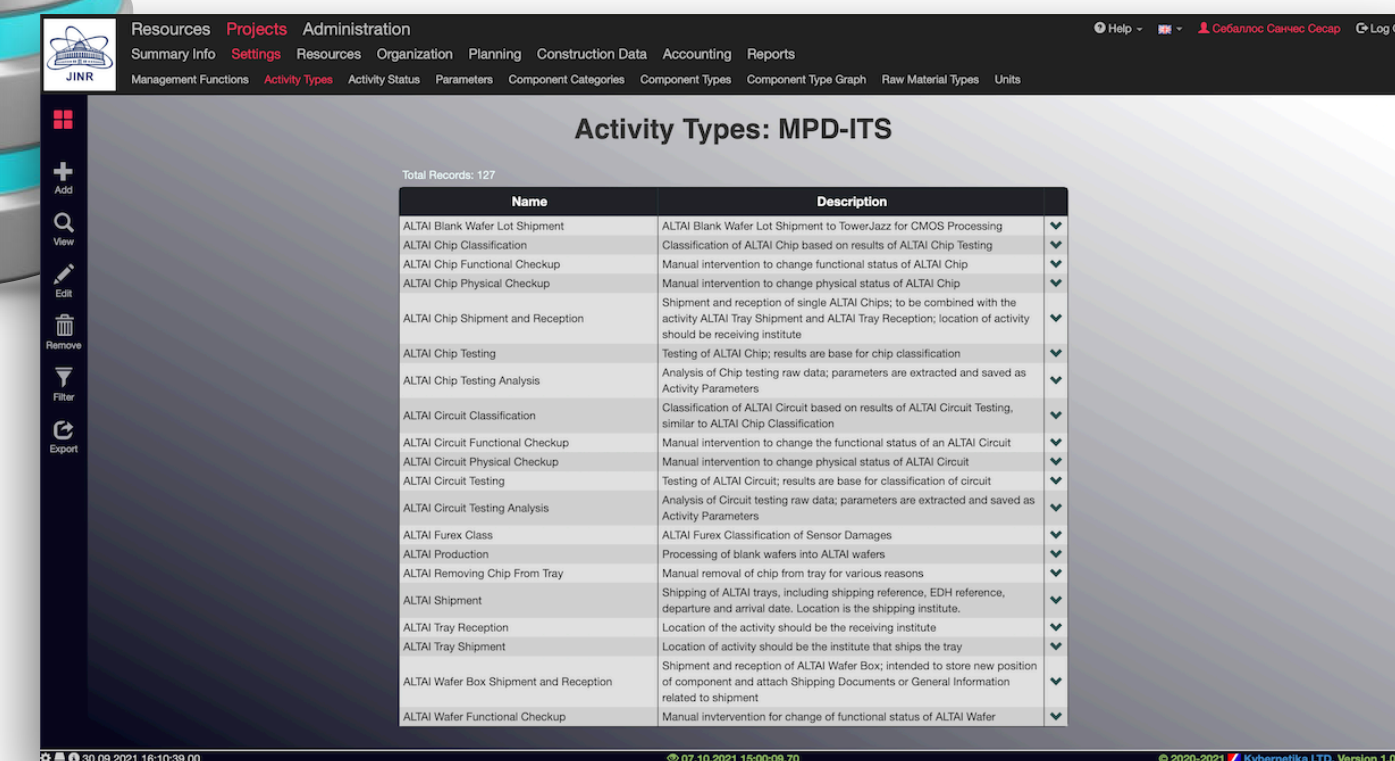 JINR
Resources Projects Administration
Help
Себаллос Санчес Сесар
Log
Summary Info Settings Resources Organization Planning Construction Data Accounting Reports
Management Functions Activity Types Activity Status Parameters Component Categories Component Types Component Type Graph Raw Material Types Units
Add
View
Edit
Remove
Filter
Export
Activity Types: MPD-ITS
Total Records: 127
Name Description
ALTAI Blank Wafer Lot Shipment ALTAI Blank Wafer Lot Shipment to TowerJazz for CMOS Processing
ALTAI Chip Classification Classification of ALTAI Chip based on results of ALTAI Chip Testing
ALTAI Chip Functional Checkup Manual intervention to change functional status of ALTAI Chip
ALTAI Chip Physical Checkup Manual intervention to change physical status of ALTAI Chip
ALTAI Chip Shipment and Reception Shipment and reception of single ALTAI Chips; to be combined with the
activity ALTAI Tray Shipment and ALTAI Tray Reception; location of activity
should be receiving institute
ALTAI Chip Testing Testing of ALTAI Chip; results are base for chip classification
ALTAI Chip Testing Analysis Analysis of Chip testing raw data; parameters are extracted and saved as
Activity Parameters
ALTAI Circuit Classification Classification of ALTAI Circuit based on results of ALTAI Circuit Testing,
similar to ALTAI Chip Classification
ALTAI Circuit Functional Checkup Manual intervention to change the functional status of an ALTAI Circuit
ALTAI Circuit Physical Checkup Manual intervention to change physical status of ALTAI Circuit
ALTAI Circuit Testing Testing of ALTAI Circuit; results are base for classification of circuit
ALTAI Circuit Testing Analysis Analysis of Circuit testing raw data; parameters are extracted and saved as
Activity Parameters
ALTAI Furex Class ALTAI Furex Classification of Sensor Damages
ALTAI Production Processing of blank wafers into ALTAI wafers
ALTAI Removing Chip From Tray Manual removal of chip from tray for various reasons
ALTAI Shipment Shipping of ALTAI trays, including shipping reference, EDH reference,
departure and arrival date. Location is the shipping institute.
ALTAI Tray Reception Location of the activity should be the receiving institute
ALTAI Tray Shipment Location of activity should be the institute that ships the tray
ALTAI Wafer Box Shipment and Reception Shipment and reception of ALTAI Wafer Box; intended to store new position
of component and attach Shipping Documents or General Information
related to shipment
ALTAI Wafer Functional Checkup Manual invtervention for change of functional status of ALTAI Wafer
30.09.2021 16:10:39.00
07.10.2021 15:00:09.70
© 2020-2021 Kybernetika LTD. Version 1.